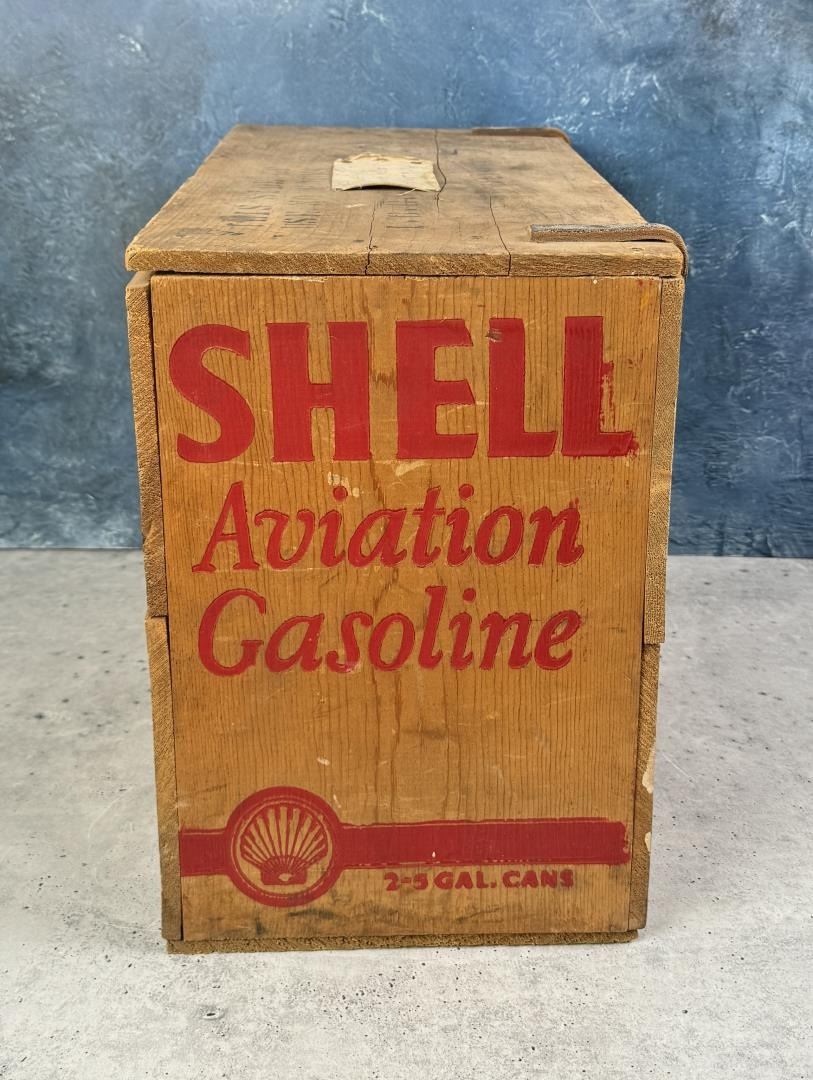 SHELL
Aviation
Gasoline
2-5 GAL. CANS